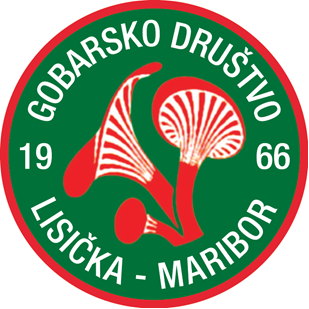 GOBARSKO DRUŠTVO
19 66
LISIČKA - MARIBOR